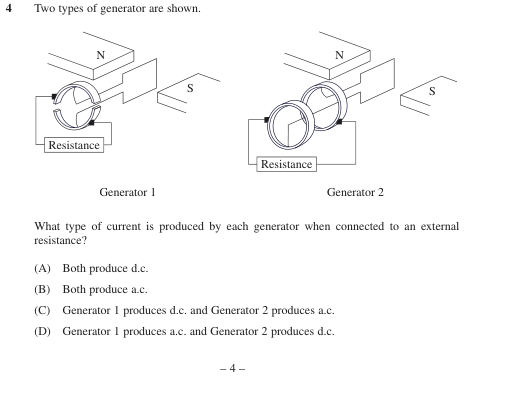 4 Two types of generator are shown.
N
S
Resistance
Generator 1
N
S
Resistance
Generator 2
What type of current is produced by each generator when connected to an external
resistance?
(A) Both produce d.c.
(B) Both produce a.c.
(C) Generator 1 produces d.c. and Generator 2 produces a.c.
(D) Generator 1 produces a.c. and Generator 2 produces d.c.
– 4 –